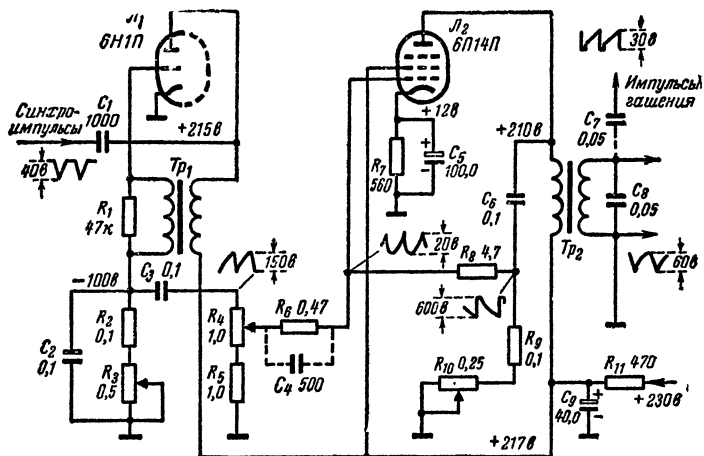 Л₁
6Н1П
Л₂
6П14П
30в
Импульсы
гашения
Синхро-
импульсы
C₁
1000
+215в
+12в
+210в
C₇
0,05
40в
Тр₁
R₇
560
C₅
100,0
C₆
0,1
C₈
0,05
R₁
47к
Тр₂
20в
R₈ 4,7
60в
150в
−100в
C₃ 0,1
600в
R₂
0,1
R₄
1,0
R₆ 0,47
R₉
0,1
C₂
0,1
R₃
0,5
C₄ 500
R₁₀ 0,25
R₁₁ 470
R₅
1,0
C₉
40,0
+230в
+217в